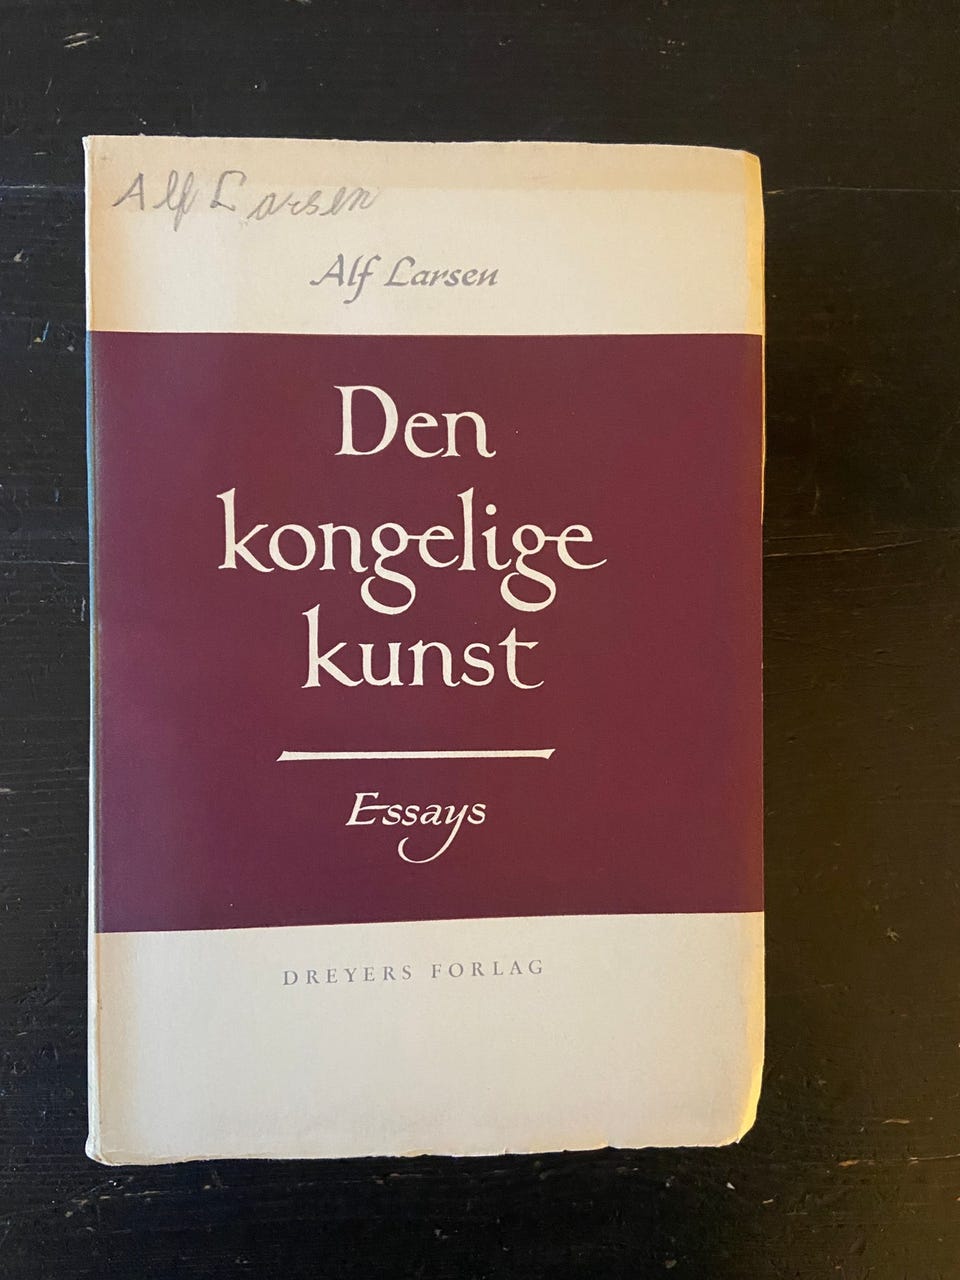 Alf Larsen
Alf Larsen
Den
kongelige
kunst
Essays
DREYERS FORLAG